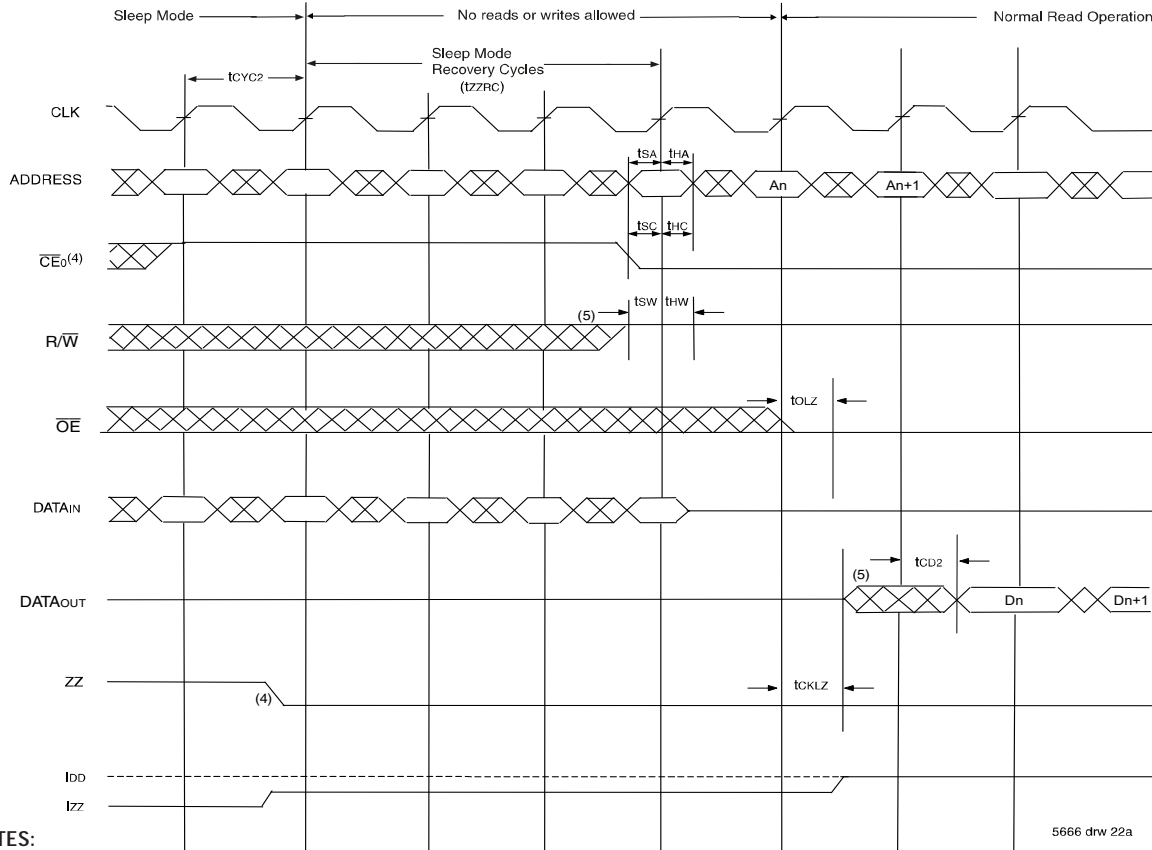 Sleep Mode
No reads or writes allowed
Normal Read Operation
Sleep Mode
Recovery Cycles
(tZZRC)
tCYC2
CLK
tSA
tHA
ADDRESS
An
An+1
tSC
tHC
CE0(4)
tSW
tHW
(5)
R/W
tOLZ
OE
DATAIN
tCD2
(5)
DATAOUT
Dn
Dn+1
ZZ
(4)
tCKLZ
IDD
IZZ
5666 drw 22a
TES: